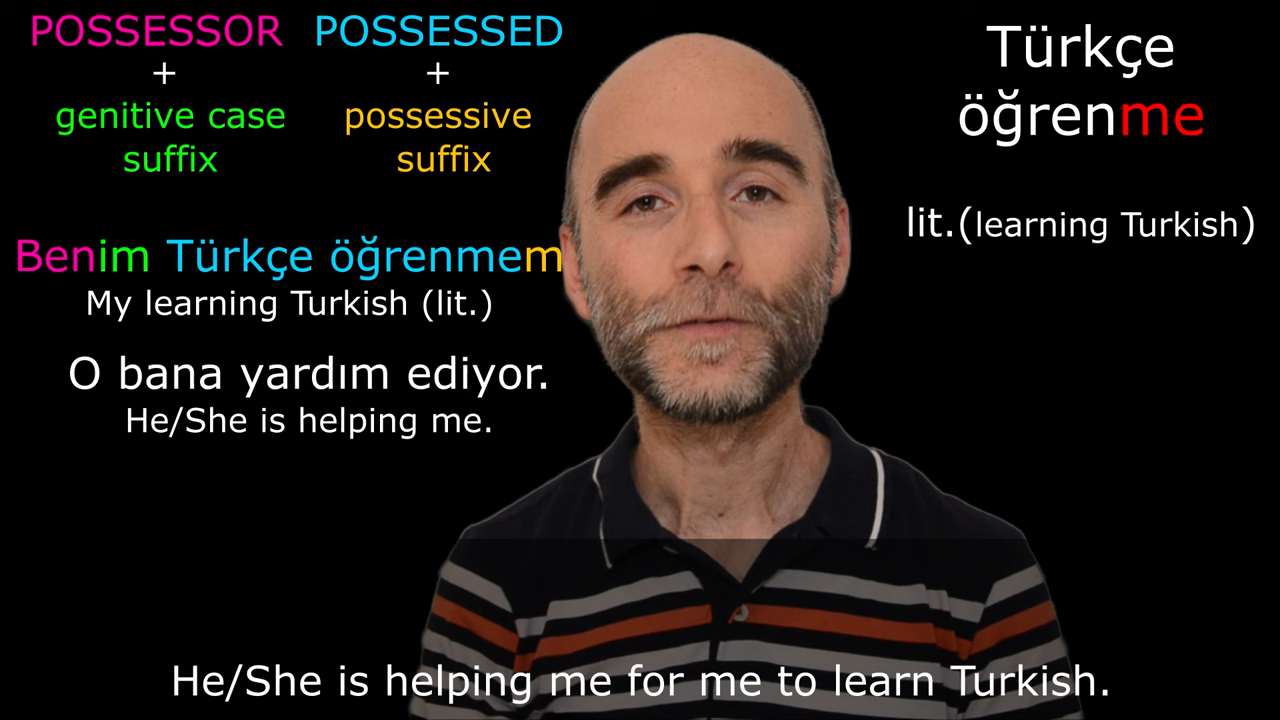 POSSESSOR POSSESSED
+ +
genitive case possessive
suffix suffix
Benim Türkçe öğrenmem
My learning Turkish (lit.)
O bana yardım ediyor.
He/She is helping me.
Türkçe
öğrenme
lit.(learning Turkish)
He/She is helping me for me to learn Turkish.